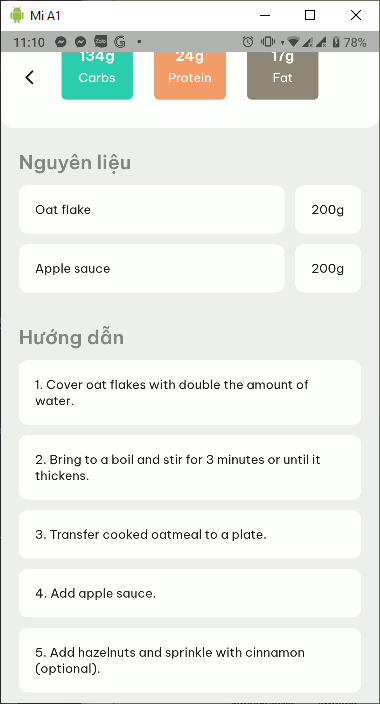 Mi A1
11:10
Zalo
G
78%
134g
24g
17g
Carbs
Protein
Fat
Nguyên liệu
Oat flake
200g
Apple sauce
200g
Hướng dẫn
1. Cover oat flakes with double the amount of
water.
2. Bring to a boil and stir for 3 minutes or until it
thickens.
3. Transfer cooked oatmeal to a plate.
4. Add apple sauce.
5. Add hazelnuts and sprinkle with cinnamon
(optional).